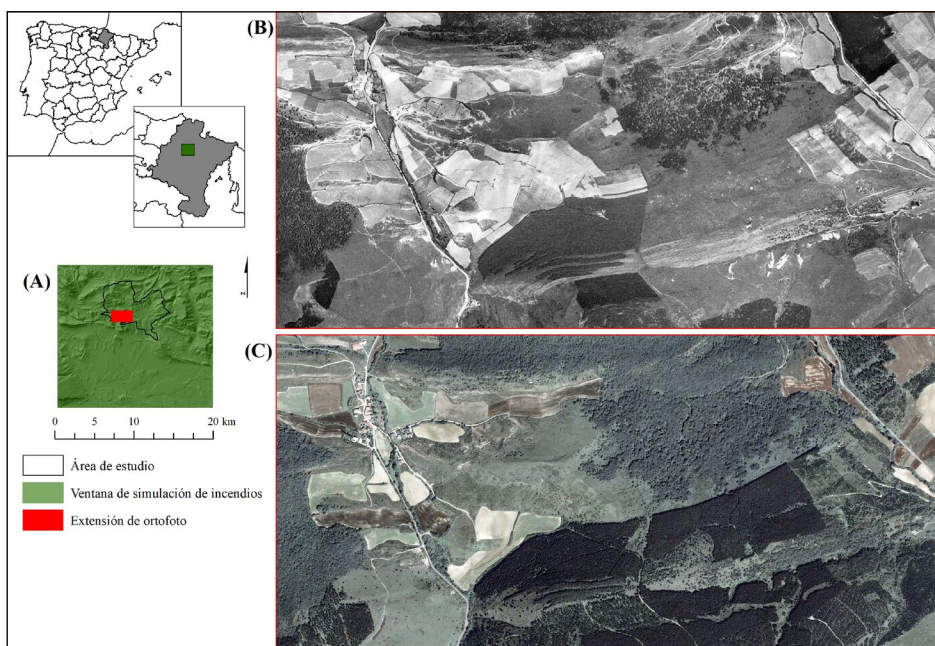 (B)
(A)
z
0 5 10 20 km
Área de estudio
Ventana de simulación de incendios
Extensión de ortofoto
(C)